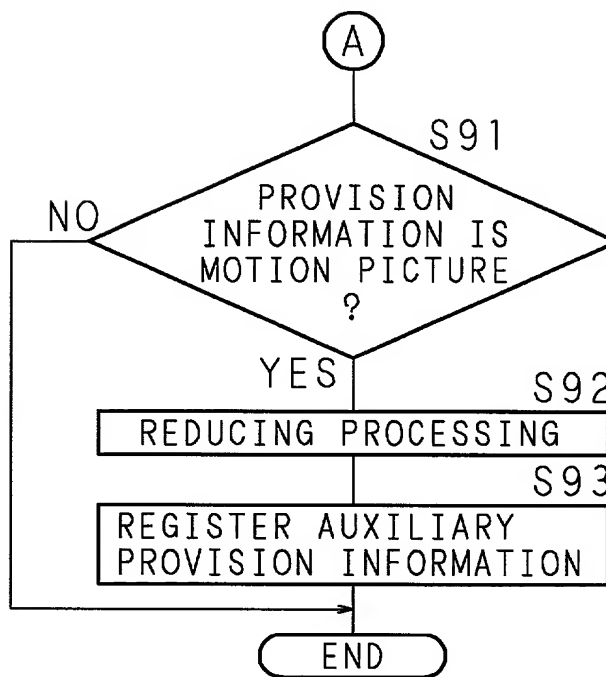 A
S91
PROVISION
INFORMATION IS
MOTION PICTURE
?
NO
YES
S92
REDUCING PROCESSING
S93
REGISTER AUXILIARY
PROVISION INFORMATION
END